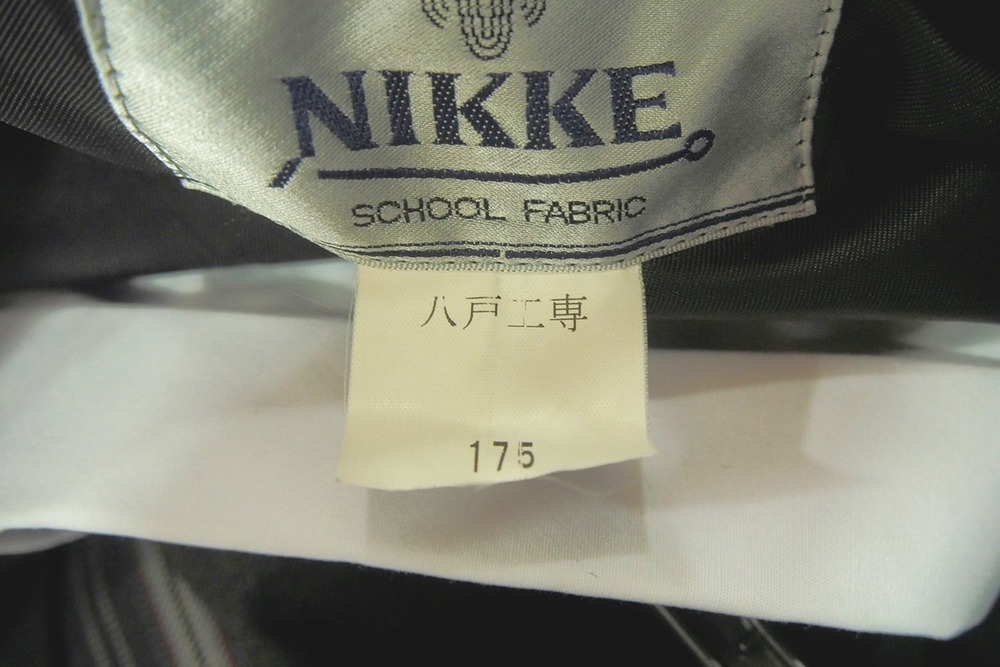 NIKKE
SCHOOL FABRIC
八戸工専
175